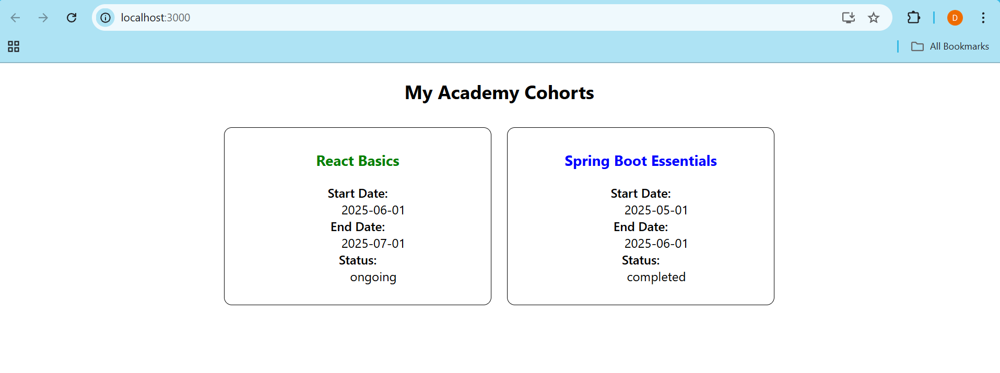 localhost:3000
D
All Bookmarks
My Academy Cohorts
React Basics
Start Date:
2025-06-01
End Date:
2025-07-01
Status:
ongoing
Spring Boot Essentials
Start Date:
2025-05-01
End Date:
2025-06-01
Status:
completed